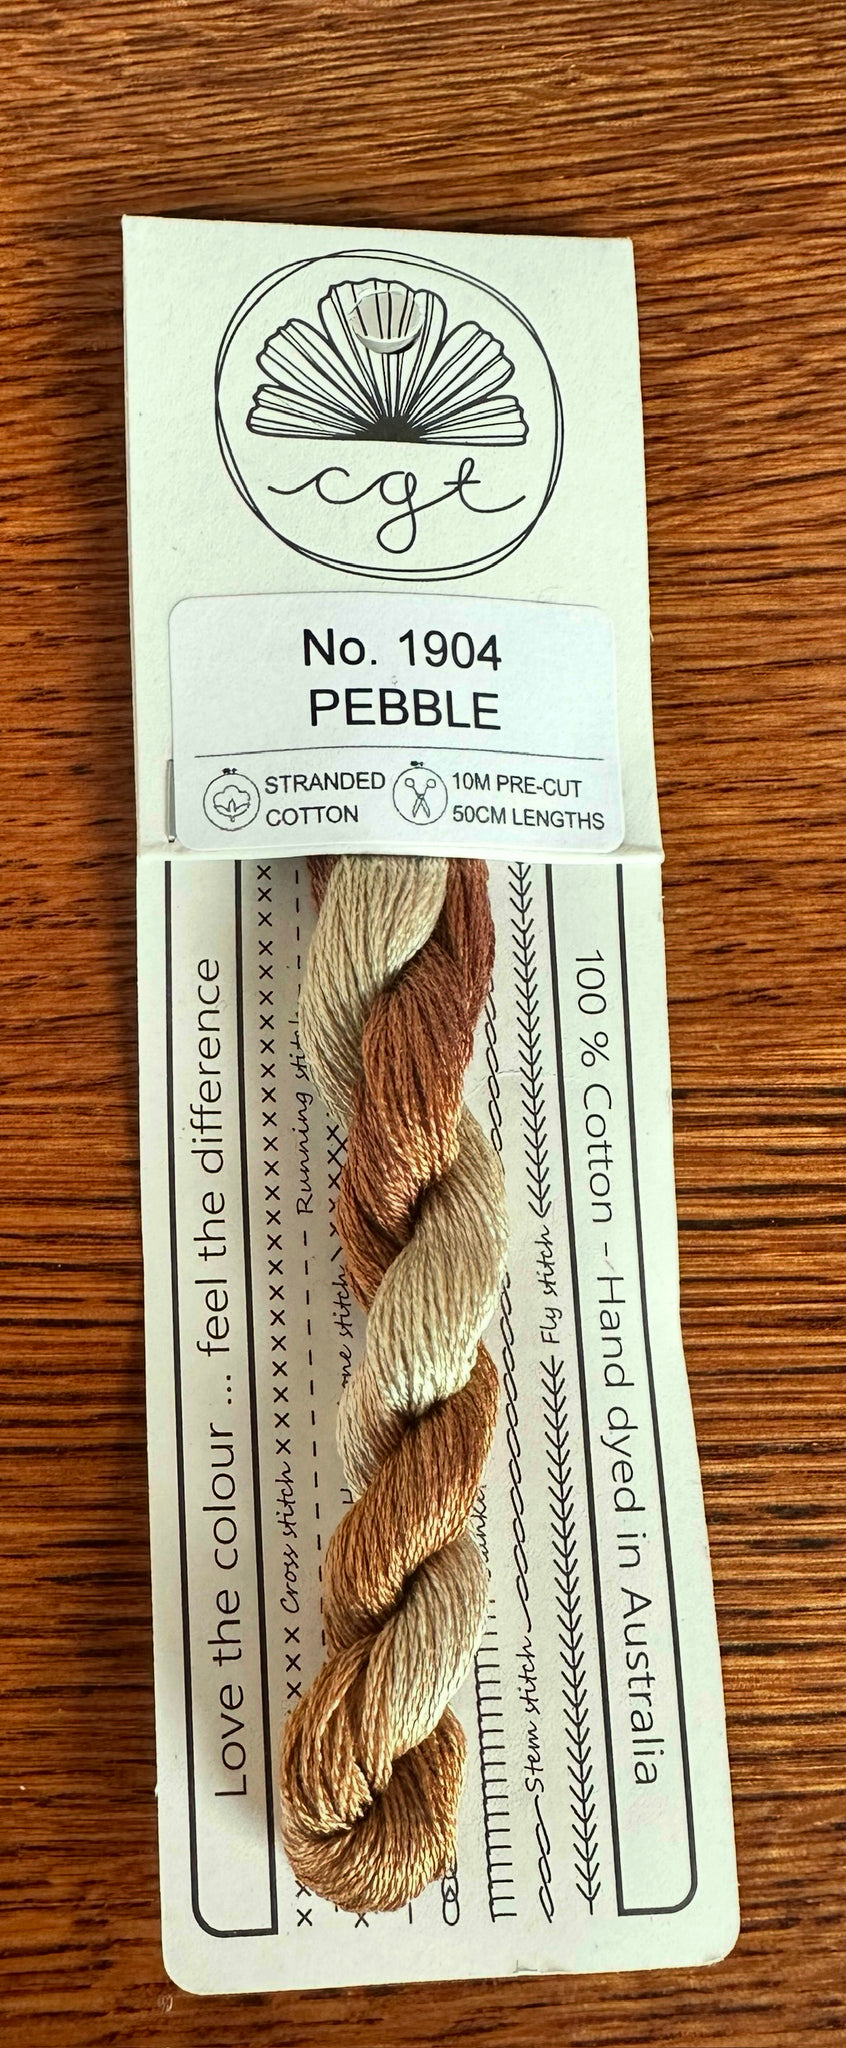 cgt
No. 1904
PEBBLE
STRANDED
COTTON
10M PRE-CUT
50CM LENGTHS
Love the colour ... feel the difference
Cross stitch
Running stitch
Stem stitch
Fly stitch
100 % Cotton - Hand dyed in Australia